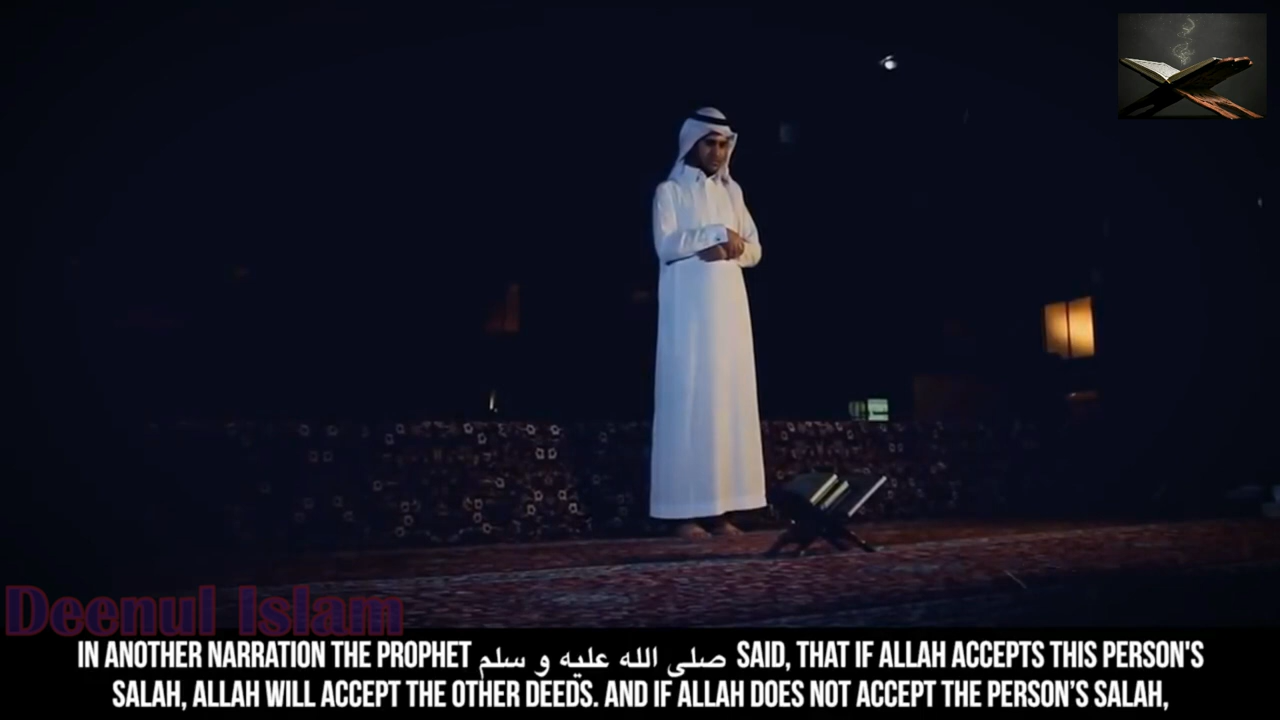 Deenul Islam
IN ANOTHER NARRATION THE PROPHET صلى الله عليه و سلم SAID, THAT IF ALLAH ACCEPTS THIS PERSON'S
SALAH, ALLAH WILL ACCEPT THE OTHER DEEDS. AND IF ALLAH DOES NOT ACCEPT THE PERSON’S SALAH,